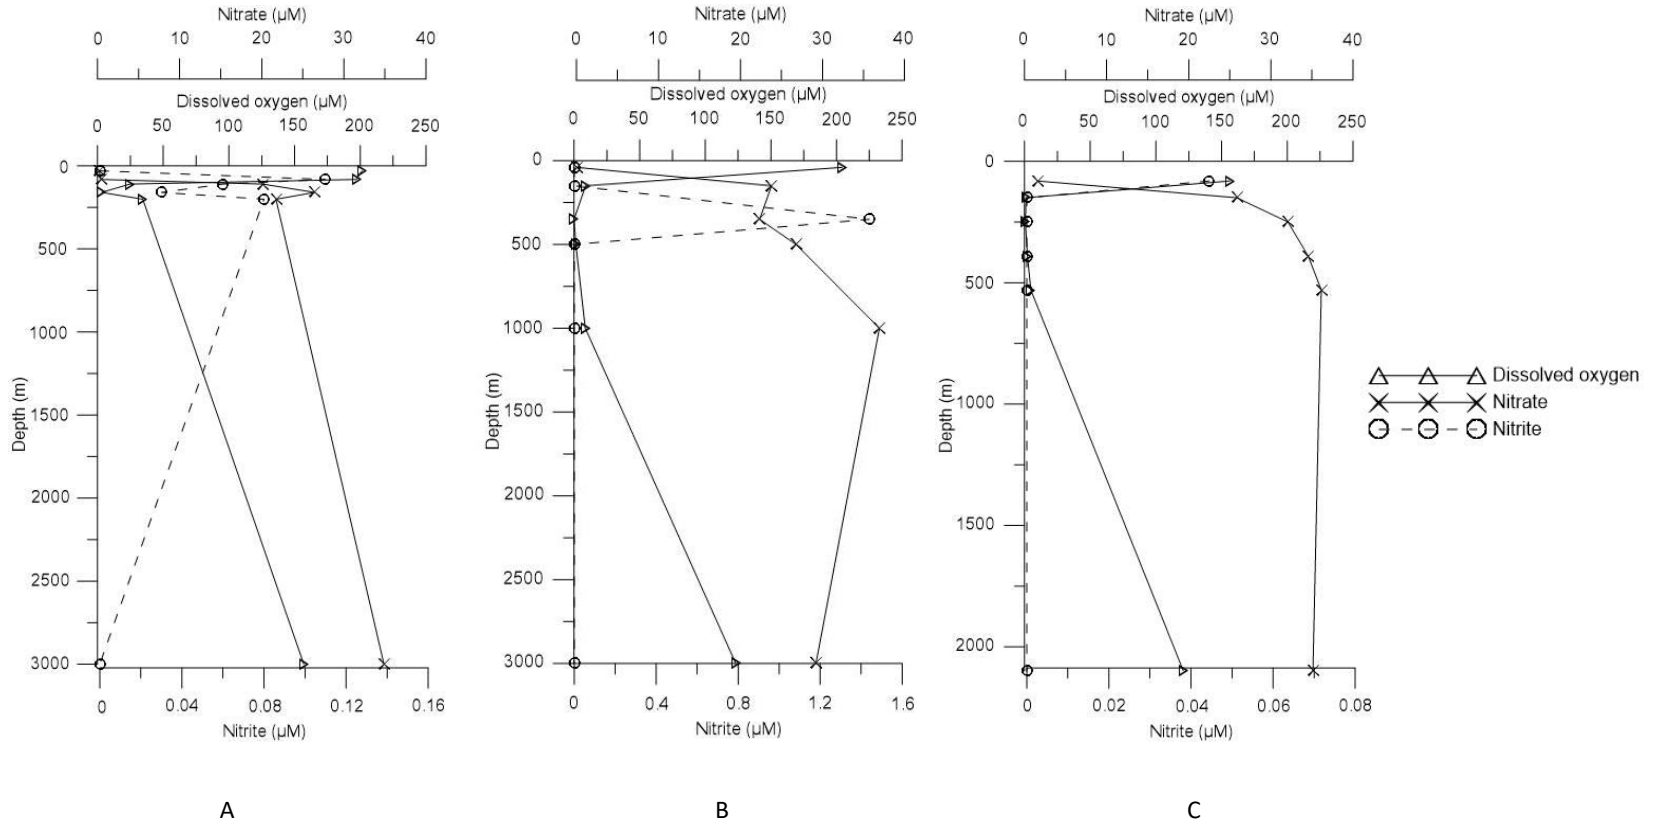 Nitrate (µM)
0 10 20 30 40
Dissolved oxygen (µM)
0 50 100 150 200 250
0
500
1000
1500
2000
2500
3000
Depth (m)
0 0.04 0.08 0.12 0.16
Nitrite (µM)
A
Nitrate (µM)
0 10 20 30 40
Dissolved oxygen (µM)
0 50 100 150 200 250
0
500
1000
1500
2000
2500
3000
Depth (m)
0 0.4 0.8 1.2 1.6
Nitrite (µM)
B
Nitrate (µM)
0 10 20 30 40
Dissolved oxygen (µM)
0 50 100 150 200 250
0
500
1000
1500
2000
Depth (m)
0 0.02 0.04 0.06 0.08
Nitrite (µM)
C
Dissolved oxygen
Nitrate
Nitrite